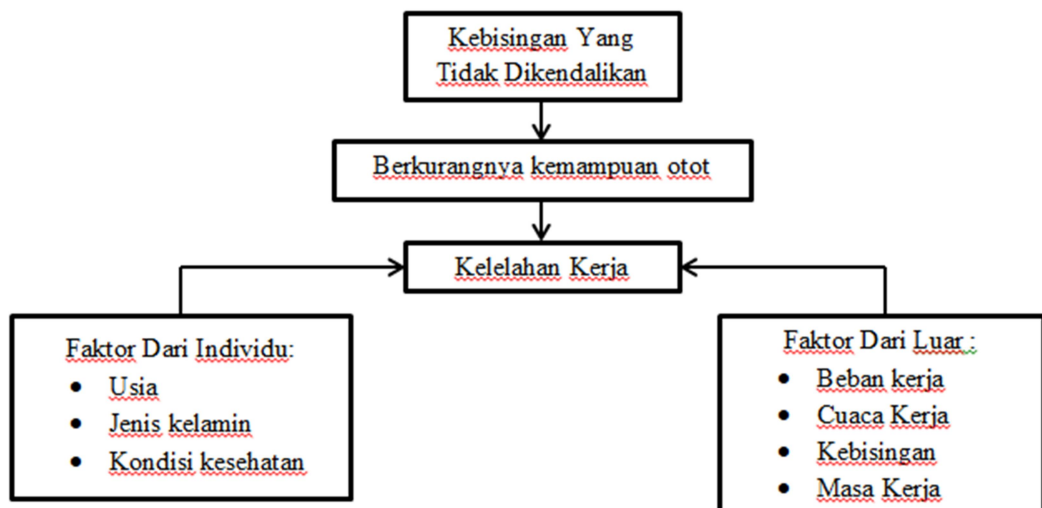 Kebisingan Yang
Tidak Dikendalikan
Berkurangnya kemampuan otot
Kelelahan Kerja
Faktor Dari Individu:
• Usia
• Jenis kelamin
• Kondisi kesehatan
Faktor Dari Luar :
• Beban kerja
• Cuaca Kerja
• Kebisingan
• Masa Kerja